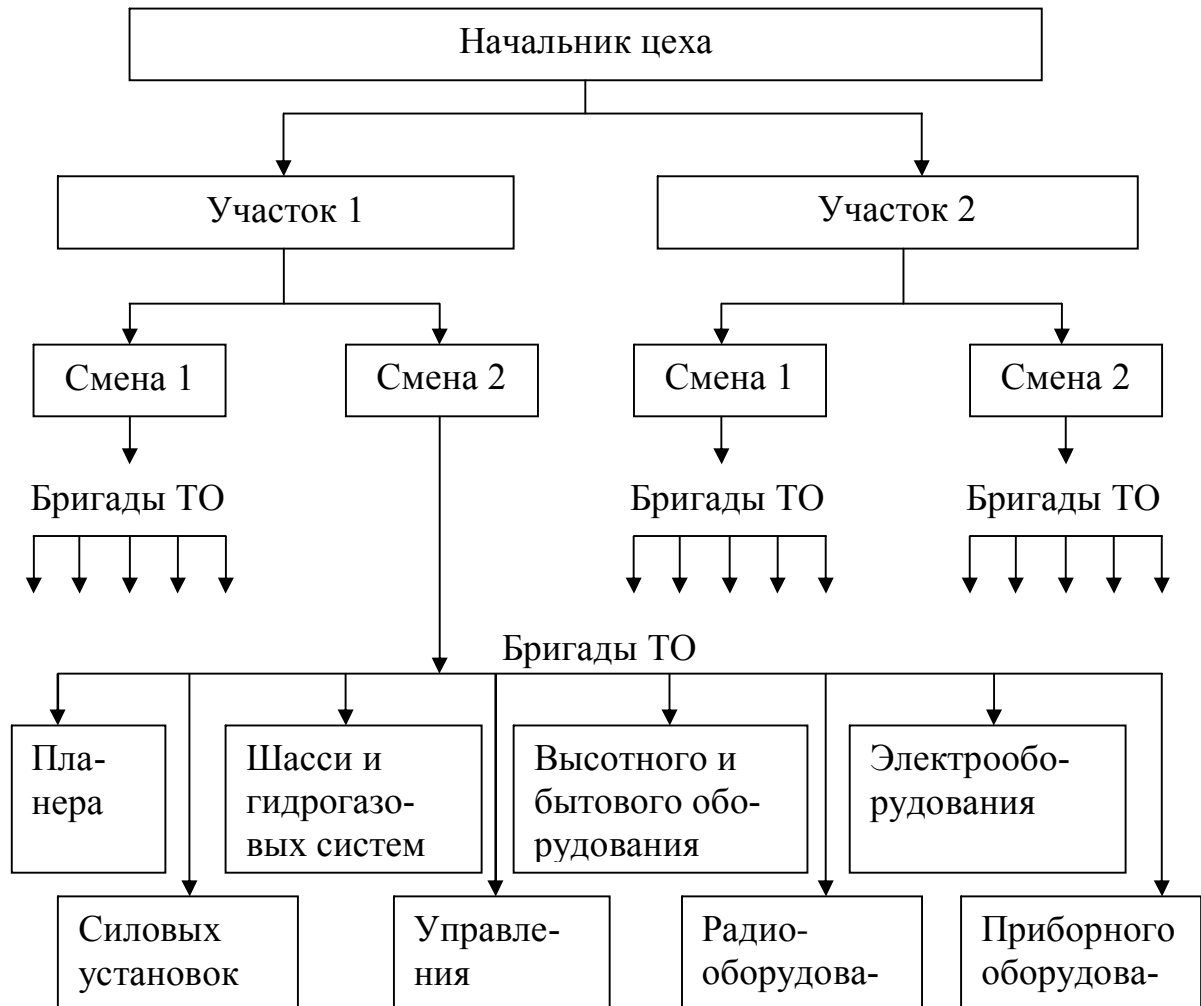 Начальник цеха
Участок 1
Участок 2
Смена 1
Смена 2
Смена 1
Смена 2
Бригады ТО
Бригады ТО
Бригады ТО
Бригады ТО
Пла-
нера
Шасси и
гидрогазо-
вых систем
Высотного и
бытового обо-
рудования
Электрообо-
рудования
Силовых
установок
Управле-
ния
Радио-
оборудова-
Приборного
оборудова-